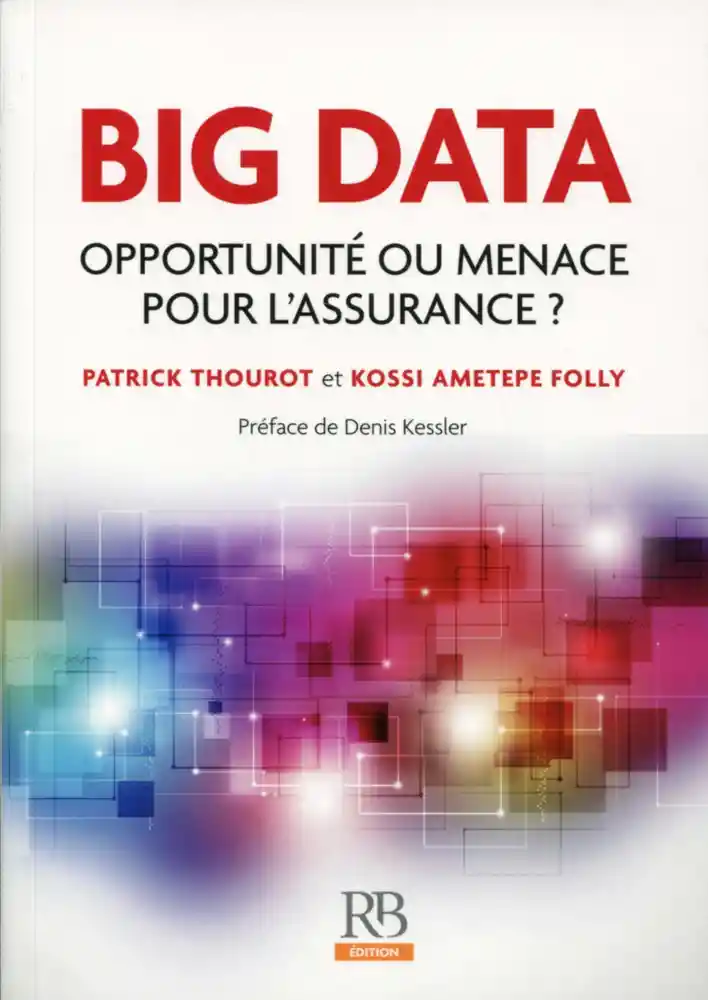 BIG DATA
OPPORTUNITÉ OU MENACE
POUR L'ASSURANCE ?
PATRICK THOUROT et KOSSI AMETEPE FOLLY
Préface de Denis Kessler
RB
ÉDITION